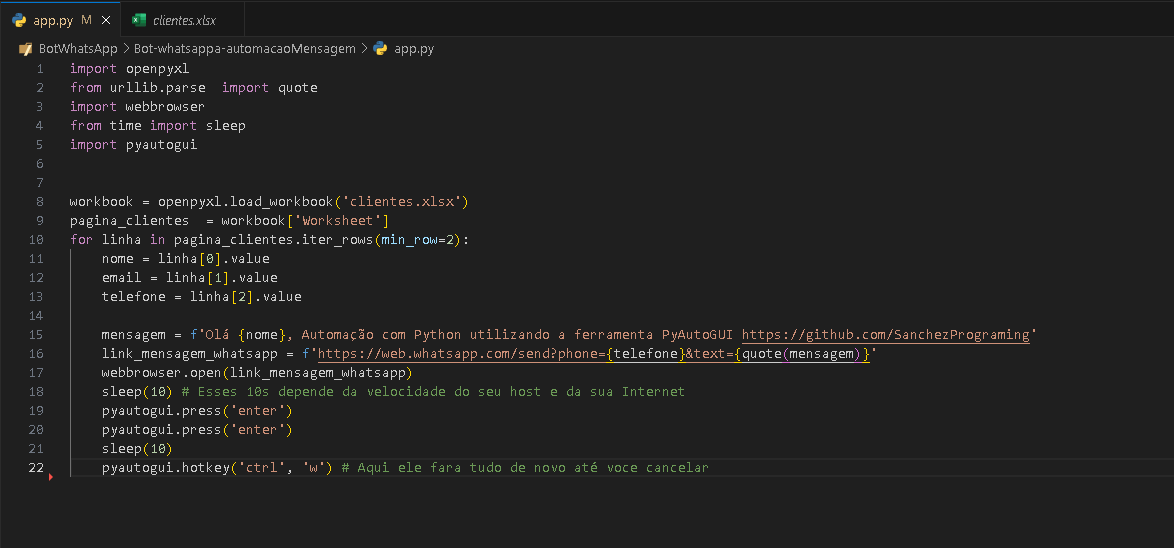 app.py M ×  clientes.xlsx
BotWhatsApp > Bot-whatsappa-automacaoMensagem > app.py
1 import openpyxl
2 from urllib.parse  import quote
3 import webbrowser
4 from time import sleep
5 import pyautogui
6
7
8 workbook = openpyxl.load_workbook('clientes.xlsx')
9 pagina_clientes  = workbook['Worksheet']
10 for linha in pagina_clientes.iter_rows(min_row=2):
11     nome = linha[0].value
12     email = linha[1].value
13     telefone = linha[2].value
14
15     mensagem = f'Olá {nome}, Automação com Python utilizando a ferramenta PyAutoGUI https://github.com/SanchezPrograming'
16     link_mensagem_whatsapp = f'https://web.whatsapp.com/send?phone={telefone}&text={quote(mensagem)}'
17     webbrowser.open(link_mensagem_whatsapp)
18     sleep(10) # Esses 10s depende da velocidade do seu host e da sua Internet
19     pyautogui.press('enter')
20     pyautogui.press('enter')
21     sleep(10)
22     pyautogui.hotkey('ctrl', 'w') # Aqui ele fara tudo de novo até voce cancelar